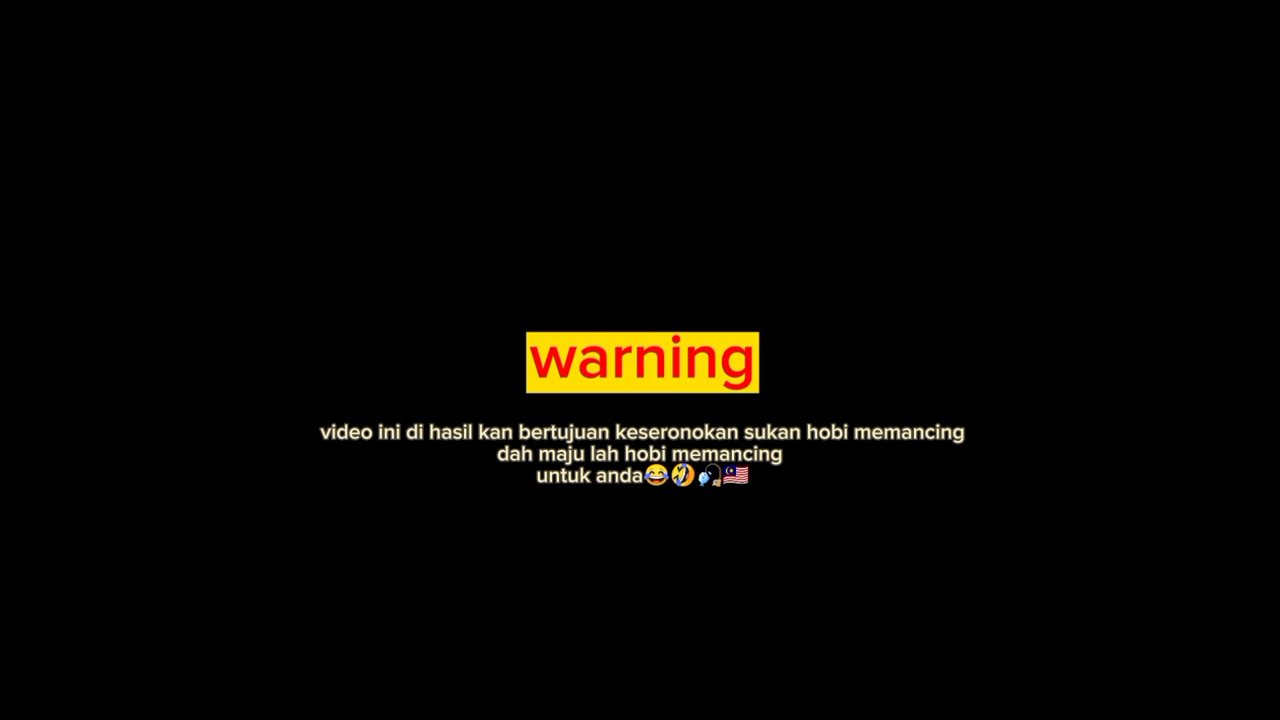 warning
video ini di hasil kan bertujuan keseronokan sukan hobi memancing
dah maju lah hobi memancing
untuk anda😂🤣🎣🇲🇾